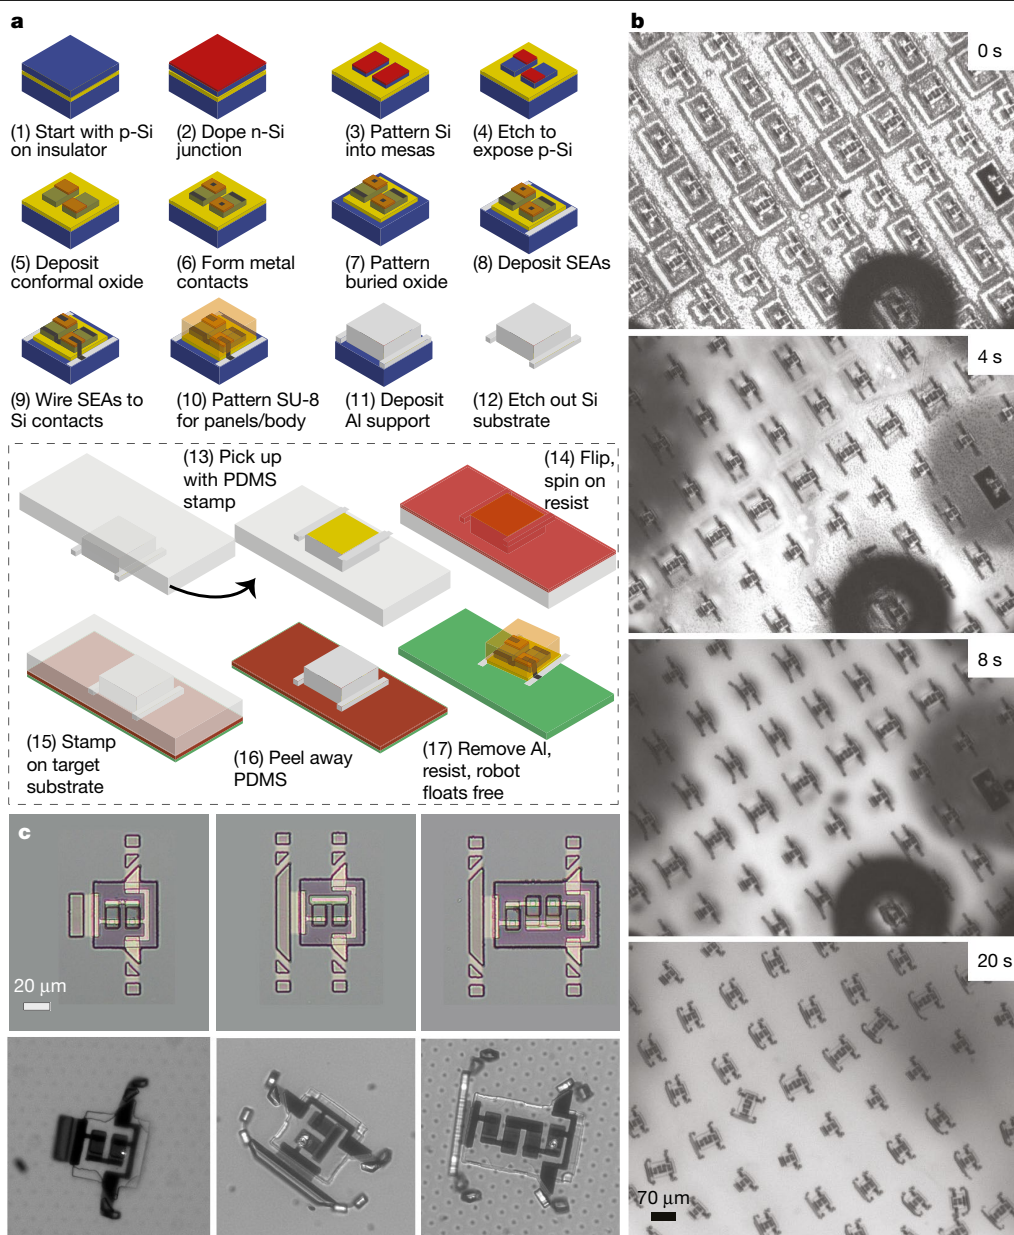 a
(1) Start with p-Si
on insulator
(2) Dope n-Si
junction
(3) Pattern Si
into mesas
(4) Etch to
expose p-Si
(5) Deposit
conformal oxide
(6) Form metal
contacts
(7) Pattern
buried oxide
(8) Deposit SEAs
(9) Wire SEAs to
Si contacts
(10) Pattern SU-8
for panels/body
(11) Deposit
Al support
(12) Etch out Si
substrate
(13) Pick up
with PDMS
stamp
(14) Flip,
spin on
resist
(15) Stamp
on target
substrate
(16) Peel away
PDMS
(17) Remove Al,
resist, robot
floats free
b
0 s
4 s
8 s
20 s
70 μm
c
20 μm